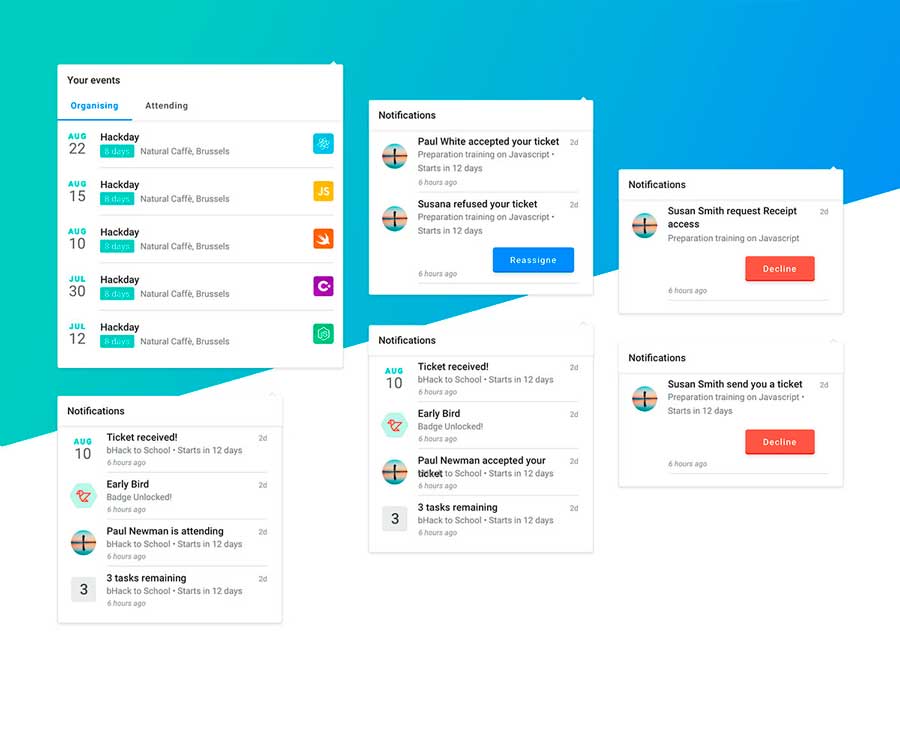 Your events
Organising Attending
AUG
22
Hackday
8 days Natural Caffè, Brussels
AUG
15
Hackday
8 days Natural Caffè, Brussels
JS
AUG
10
Hackday
8 days Natural Caffè, Brussels
JUL
30
Hackday
8 days Natural Caffè, Brussels
C
JUL
12
Hackday
8 days Natural Caffè, Brussels
JS
Notifications
AUG
10
Ticket received! 2d
bHack to School • Starts in 12 days
6 hours ago
Early Bird 2d
Badge Unlocked!
6 hours ago
Paul Newman is attending 2d
bHack to School • Starts in 12 days
6 hours ago
3
3 tasks remaining 2d
bHack to School • Starts in 12 days
6 hours ago
Notifications
Paul White accepted your ticket 2d
Preparation training on Javascript •
Starts in 12 days
6 hours ago
Susana refused your ticket 2d
Preparation training on Javascript •
Starts in 12 days
Reassigne
6 hours ago
Notifications
AUG
10
Ticket received! 2d
bHack to School • Starts in 12 days
6 hours ago
Early Bird 2d
Badge Unlocked!
6 hours ago
Paul Newman accepted your 2d
ticket to School • Starts in 12 days
6 hours ago
3
3 tasks remaining 2d
bHack to School • Starts in 12 days
6 hours ago
Notifications
Susan Smith request Receipt 2d
access
Preparation training on Javascript
Decline
6 hours ago
Notifications
Susan Smith send you a ticket 2d
Preparation training on Javascript •
Starts in 12 days
Decline
6 hours ago